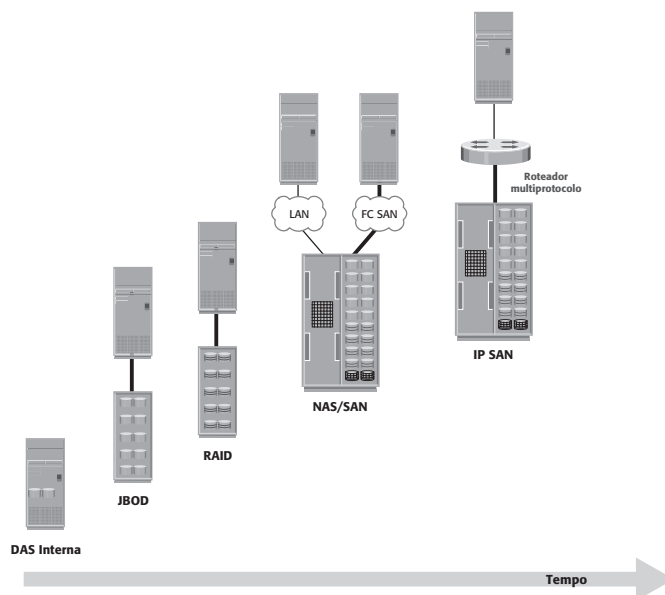 Roteador
multiprotocolo
LAN
FC SAN
IP SAN
NAS/SAN
RAID
JBOD
DAS Interna
Tempo